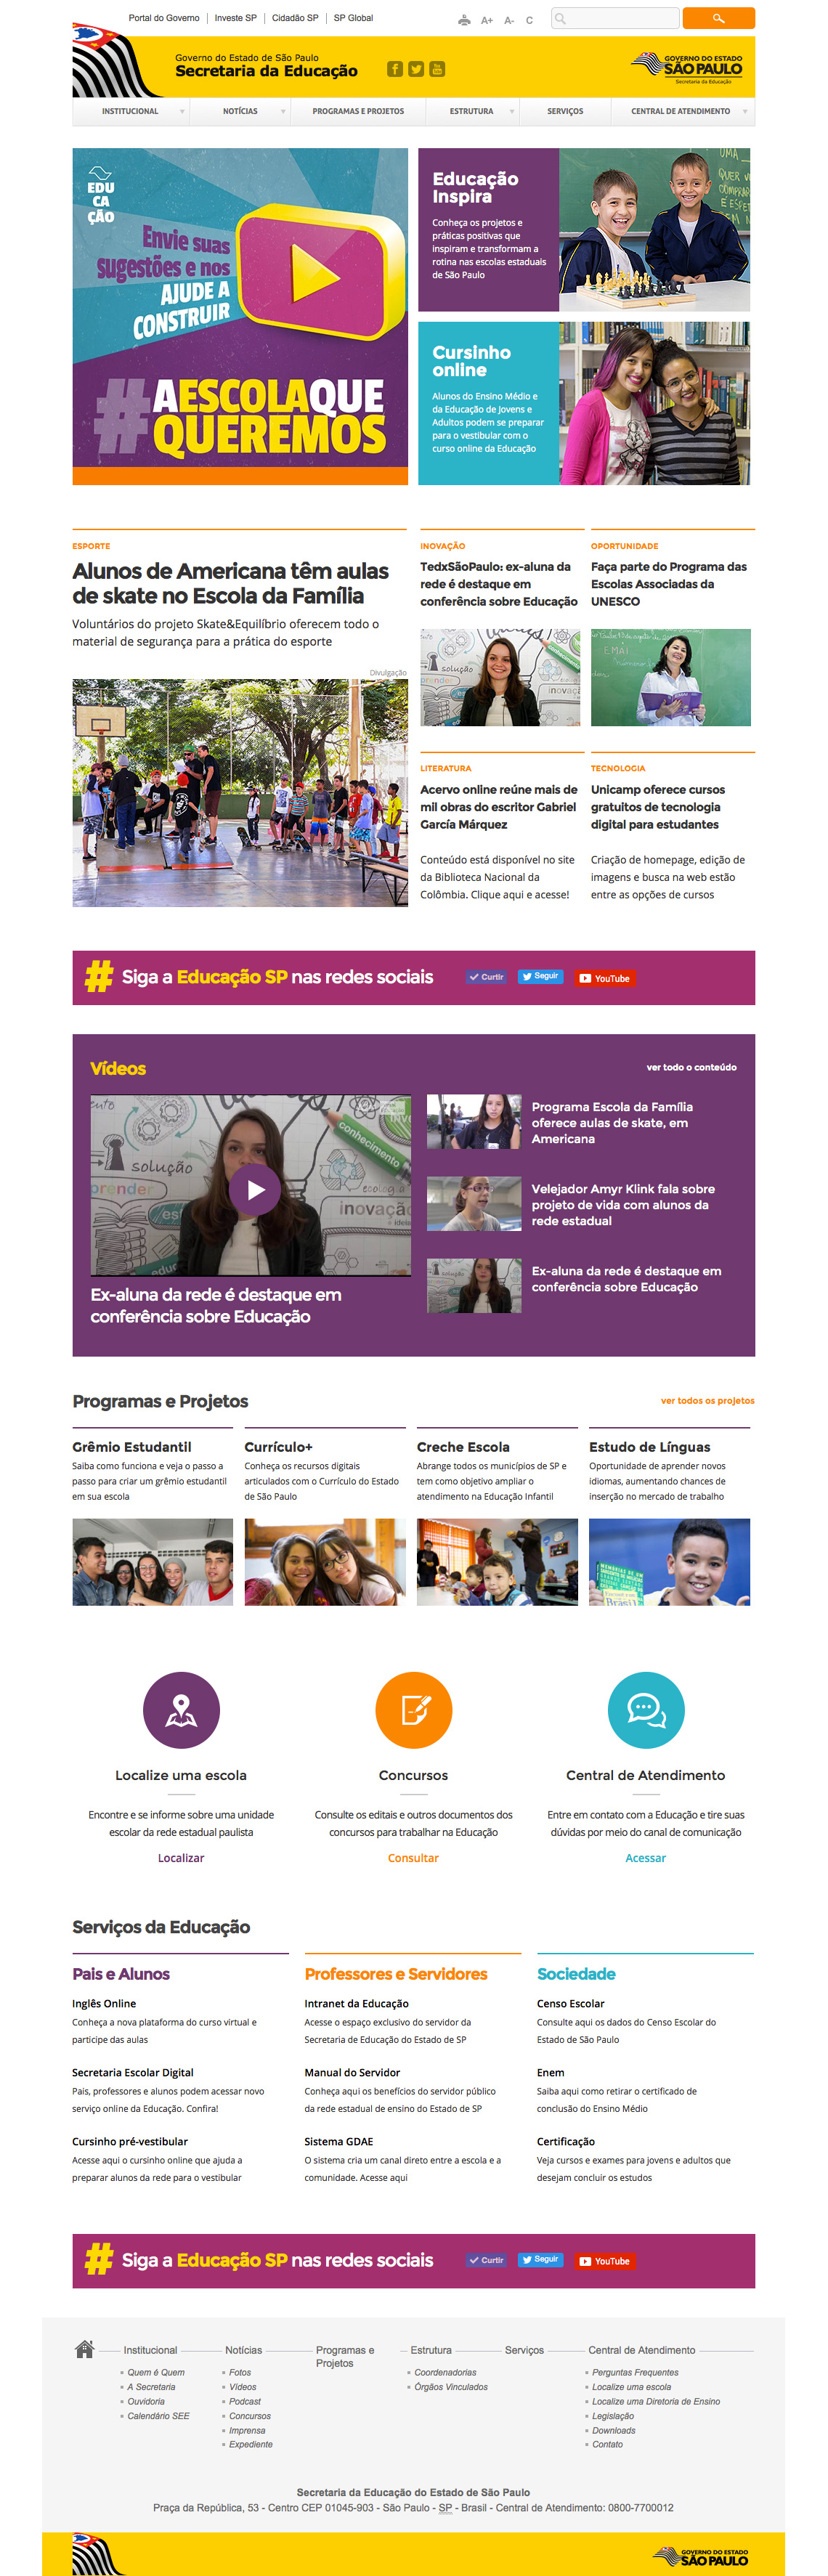 Portal do Governo | Investe SP | Cidadão SP | SP Global
A+ A- C
Governo do Estado de São Paulo
Secretaria da Educação
GOVERNO DO ESTADO
SÃO PAULO
Secretaria da Educação
INSTITUCIONAL NOTÍCIAS PROGRAMAS E PROJETOS ESTRUTURA SERVIÇOS CENTRAL DE ATENDIMENTO
EDU
CA
ÇÃO
Envie suas
sugestões e nos
AJUDE A
CONSTRUIR
#AESCOLAQUE
QUEREMOS
Educação
Inspira
Conheça os projetos e
práticas positivas que
inspiram e transformam a
rotina nas escolas estaduais
de São Paulo
Cursinho
online
Alunos do Ensino Médio e
da Educação de Jovens e
Adultos podem se preparar
para o vestibular com o
curso online da Educação
ESPORTE
Alunos de Americana têm aulas
de skate no Escola da Família
Voluntários do projeto Skate&Equilíbrio oferecem todo o
material de segurança para a prática do esporte
Divulgação
INOVAÇÃO
TedxSãoPaulo: ex-aluna da
rede é destaque em
conferência sobre Educação
solução
OPORTUNIDADE
Faça parte do Programa das
Escolas Associadas da
UNESCO
LITERATURA
Acervo online reúne mais de
mil obras do escritor Gabriel
García Márquez
Conteúdo está disponível no site
da Biblioteca Nacional da
Colômbia. Clique aqui e acesse!
TECNOLOGIA
Unicamp oferece cursos
gratuitos de tecnologia
digital para estudantes
Criação de homepage, edição de
imagens e busca na web estão
entre as opções de cursos
# Siga a Educação SP nas redes sociais
Curtir Seguir YouTube
Vídeos
ver todo o conteúdo
conhecimento
solução
Ex-aluna da rede é destaque em
conferência sobre Educação
Programa Escola da Família
oferece aulas de skate, em
Americana
Velejador Amyr Klink fala sobre
projeto de vida com alunos da
rede estadual
Ex-aluna da rede é destaque em
conferência sobre Educação
Programas e Projetos
ver todos os projetos
Grêmio Estudantil
Saiba como funciona e veja o passo a
passo para criar um grêmio estudantil
em sua escola
Currículo+
Conheça os recursos digitais
articulados com o Currículo do Estado
de São Paulo
Creche Escola
Abrange todos os municípios de SP e
tem como objetivo ampliar o
atendimento na Educação Infantil
Estudo de Línguas
Oportunidade de aprender novos
idiomas, aumentando chances de
inserção no mercado de trabalho
Localize uma escola
Encontre e se informe sobre uma unidade
escolar da rede estadual paulista
Localizar
Concursos
Consulte os editais e outros documentos dos
concursos para trabalhar na Educação
Consultar
Central de Atendimento
Entre em contato com a Educação e tire suas
dúvidas por meio do canal de comunicação
Acessar
Serviços da Educação
Pais e Alunos
Inglês Online
Conheça a nova plataforma do curso virtual e
participe das aulas
Secretaria Escolar Digital
Pais, professores e alunos podem acessar novo
serviço online da Educação. Confira!
Cursinho pré-vestibular
Acesse aqui o cursinho online que ajuda a
preparar alunos da rede para o vestibular
Professores e Servidores
Intranet da Educação
Acesse o espaço exclusivo do servidor da
Secretaria de Educação do Estado de SP
Manual do Servidor
Conheça aqui os benefícios do servidor público
da rede estadual de ensino do Estado de SP
Sistema GDAE
O sistema cria um canal direto entre a escola e a
comunidade. Acesse aqui
Sociedade
Censo Escolar
Consulte aqui os dados do Censo Escolar do
Estado de São Paulo
Enem
Saiba aqui como retirar o certificado de
conclusão do Ensino Médio
Certificação
Veja cursos e exames para jovens e adultos que
desejam concluir os estudos
# Siga a Educação SP nas redes sociais
Curtir Seguir YouTube
Institucional
Quem é Quem
A Secretaria
Ouvidoria
Calendário SEE
Notícias
Fotos
Vídeos
Podcast
Concursos
Imprensa
Expediente
Programas e
Projetos
Estrutura
Coordenadorias
Órgãos Vinculados
Serviços
Central de Atendimento
Perguntas Frequentes
Localize uma escola
Localize uma Diretoria de Ensino
Legislação
Downloads
Contato
Secretaria da Educação do Estado de São Paulo
Praça da República, 53 - Centro CEP 01045-903 - São Paulo - SP - Brasil - Central de Atendimento: 0800-7700012
GOVERNO DO ESTADO
SÃO PAULO